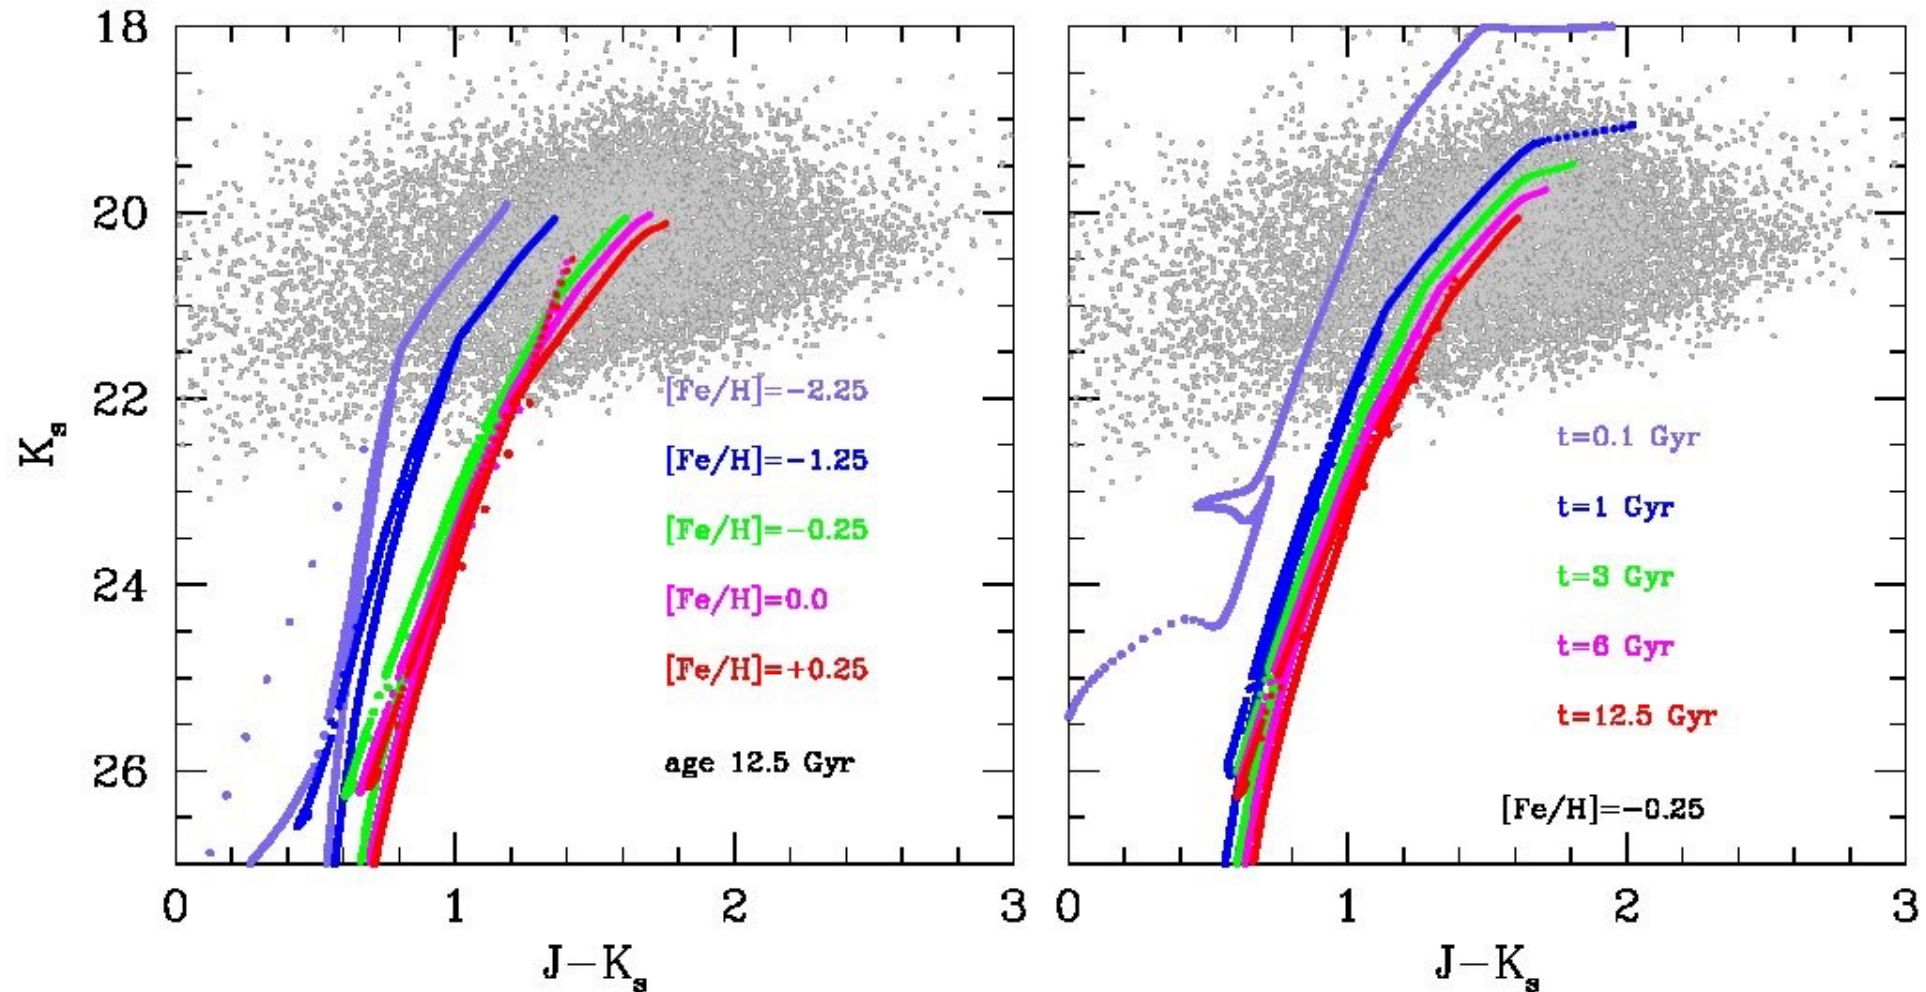 18
20
22
24
26
K_s
0 1 2 3
J−K_s
[Fe/H]=−2.25
[Fe/H]=−1.25
[Fe/H]=−0.25
[Fe/H]=0.0
[Fe/H]=+0.25
age 12.5 Gyr
0 1 2 3
J−K_s
t=0.1 Gyr
t=1 Gyr
t=3 Gyr
t=6 Gyr
t=12.5 Gyr
[Fe/H]=−0.25